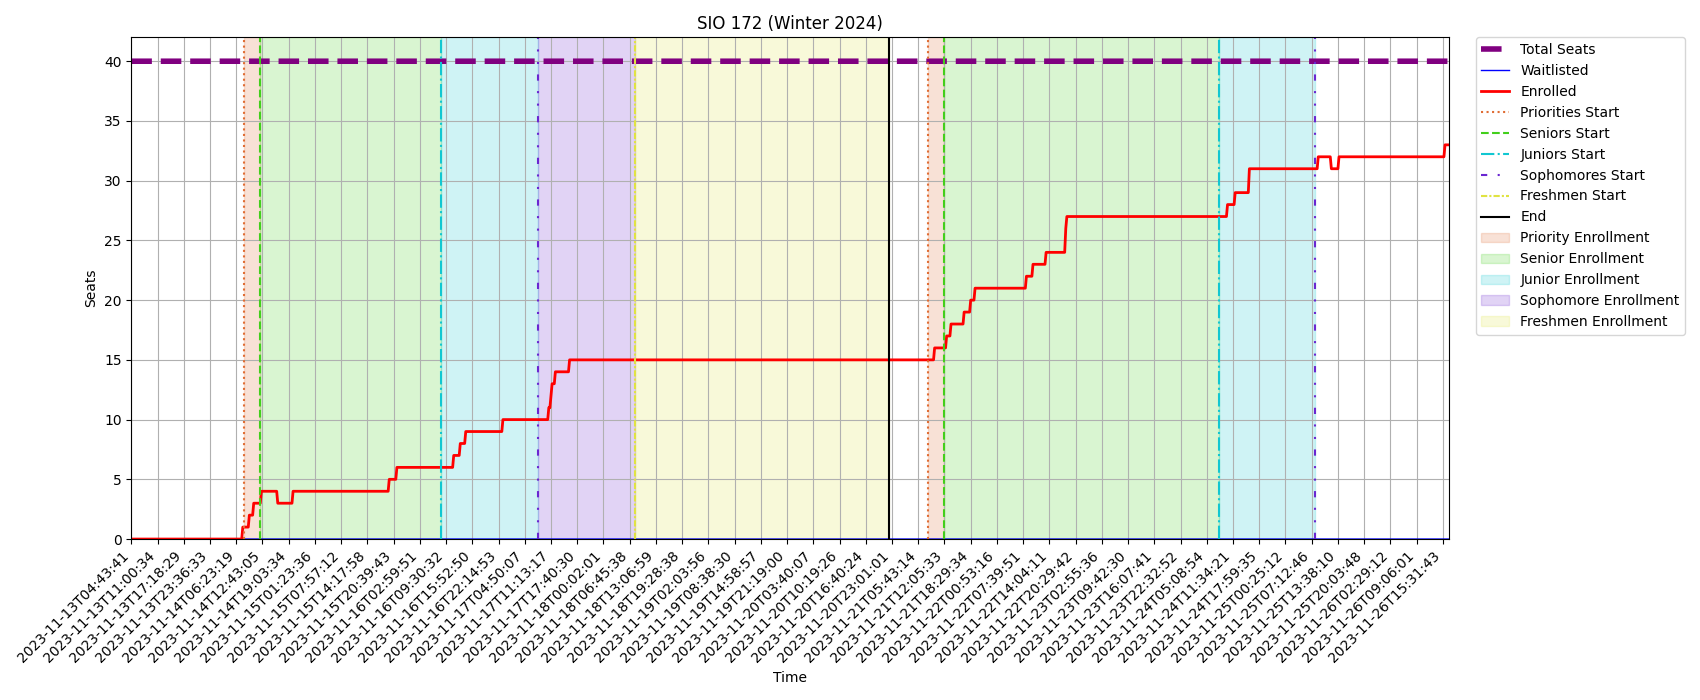 SIO 172 (Winter 2024)
Seats
40
35
30
25
20
15
10
5
0
2023-11-13T04:43:41
2023-11-13T11:00:34
2023-11-13T17:18:29
2023-11-13T23:36:33
2023-11-14T06:23:19
2023-11-14T12:43:05
2023-11-14T19:03:34
2023-11-15T01:23:36
2023-11-15T07:57:12
2023-11-15T14:17:58
2023-11-15T20:39:43
2023-11-16T02:59:51
2023-11-16T09:30:32
2023-11-16T15:52:50
2023-11-16T22:14:53
2023-11-17T04:50:07
2023-11-17T11:13:17
2023-11-17T17:40:30
2023-11-18T00:02:01
2023-11-18T06:45:38
2023-11-18T13:06:59
2023-11-18T19:28:38
2023-11-19T02:03:56
2023-11-19T08:38:30
2023-11-19T14:58:57
2023-11-19T21:19:00
2023-11-20T03:40:07
2023-11-20T10:19:26
2023-11-20T16:40:24
2023-11-20T23:01:01
2023-11-21T05:43:14
2023-11-21T12:05:33
2023-11-21T18:29:34
2023-11-22T00:53:16
2023-11-22T07:39:51
2023-11-22T14:04:11
2023-11-22T20:29:42
2023-11-23T02:55:36
2023-11-23T09:42:30
2023-11-23T16:07:41
2023-11-23T22:32:52
2023-11-24T05:08:54
2023-11-24T11:34:21
2023-11-24T17:59:35
2023-11-25T00:25:12
2023-11-25T07:12:46
2023-11-25T13:38:10
2023-11-25T20:03:48
2023-11-26T02:29:12
2023-11-26T09:06:01
2023-11-26T15:31:43
Time
Total Seats
Waitlisted
Enrolled
Priorities Start
Seniors Start
Juniors Start
Sophomores Start
Freshmen Start
End
Priority Enrollment
Senior Enrollment
Junior Enrollment
Sophomore Enrollment
Freshmen Enrollment